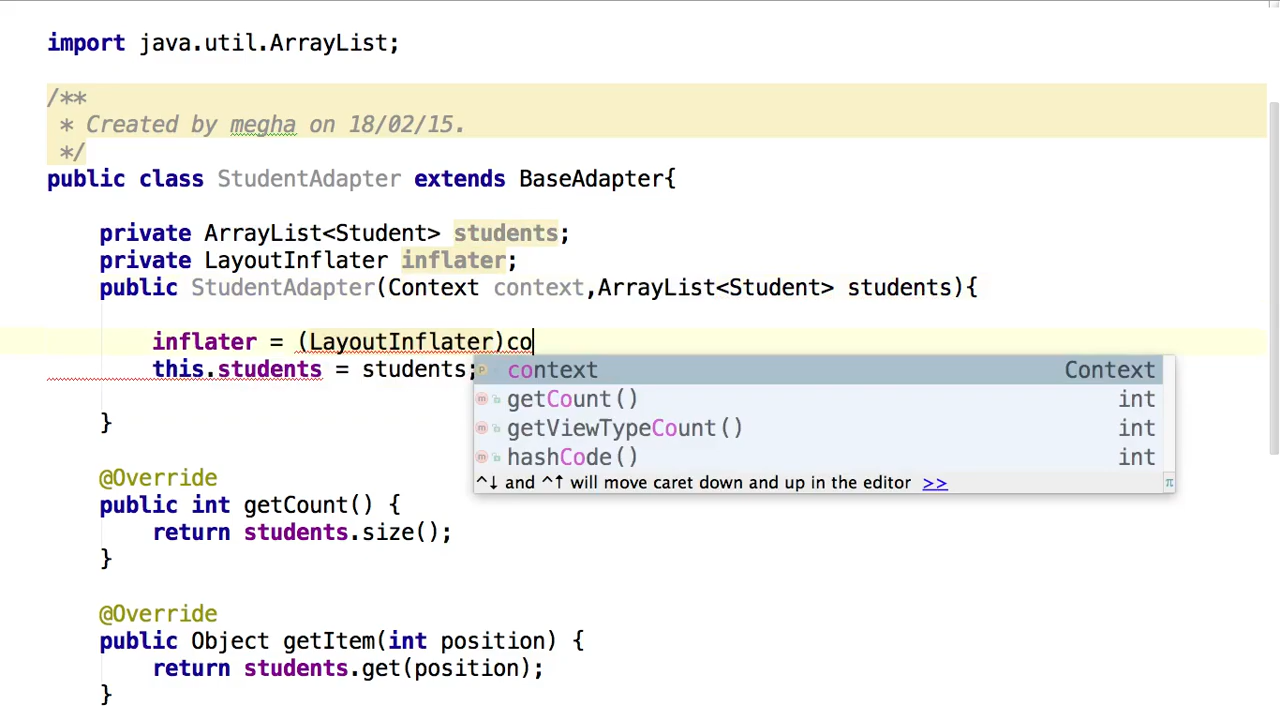 import java.util.ArrayList;
/**
* Created by megha on 18/02/15.
*/
public class StudentAdapter extends BaseAdapter{
private ArrayList<Student> students;
private LayoutInflater inflater;
public StudentAdapter(Context context,ArrayList<Student> students){
inflater = (LayoutInflater)co
this.students = students;
context Context
getCount() int
getViewTypeCount() int
hashCode() int
^↓ and ^↑ will move caret down and up in the editor >> π
}
@Override
public int getCount() {
return students.size();
}
@Override
public Object getItem(int position) {
return students.get(position);
}